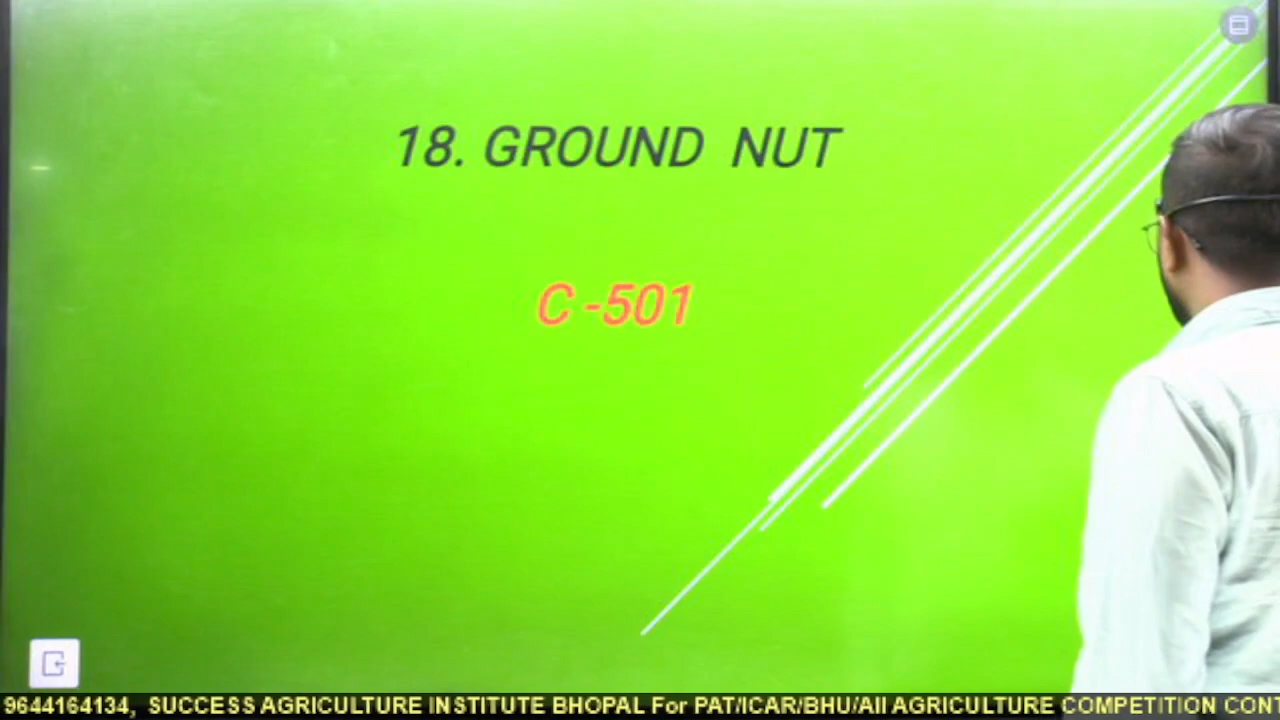 18. GROUND NUT
C -501
9644164134, SUCCESS AGRICULTURE INSTITUTE BHOPAL For PAT/ICAR/BHU/All AGRICULTURE COMPETITION CONT